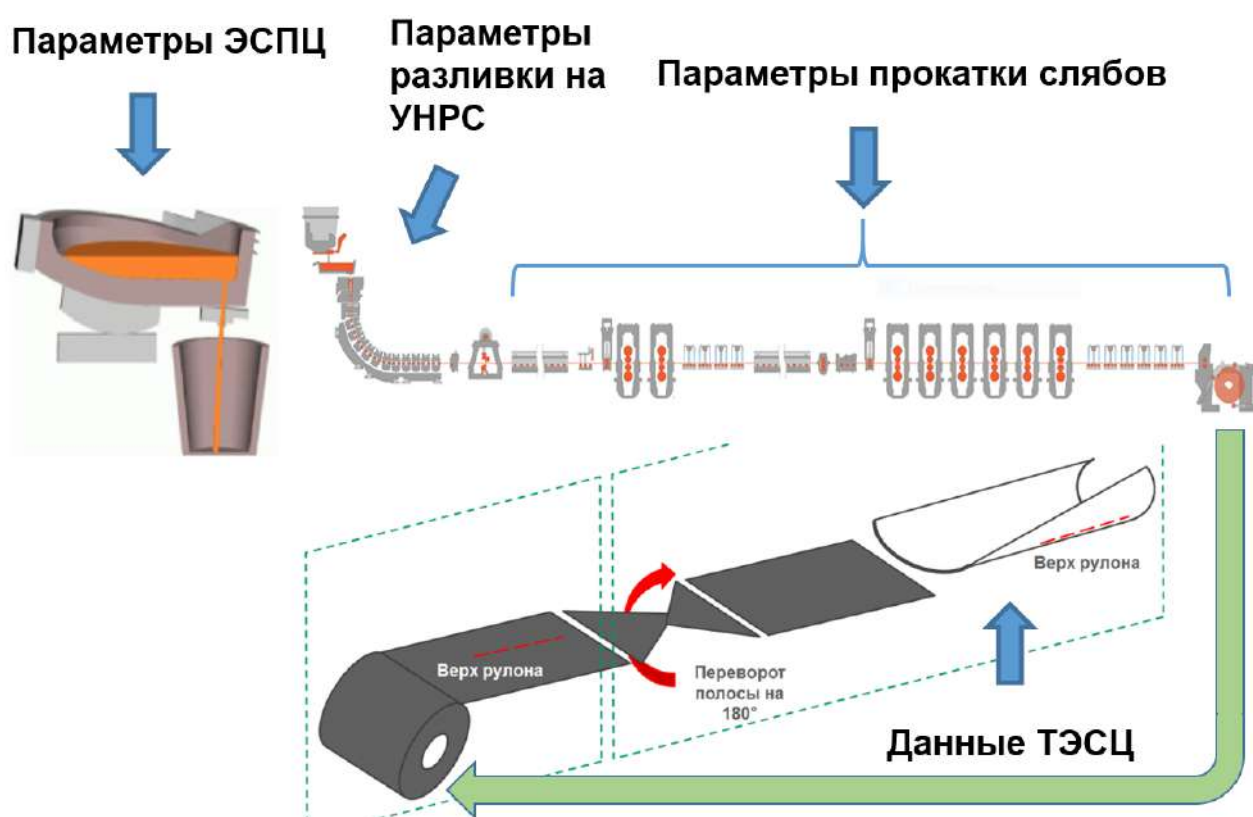 Параметры ЭСПЦ
Параметры
разливки на
УНРС
Параметры прокатки слябов
Верх рулона
Верх рулона
Переворот
полосы на
180°
Данные ТЭСЦ